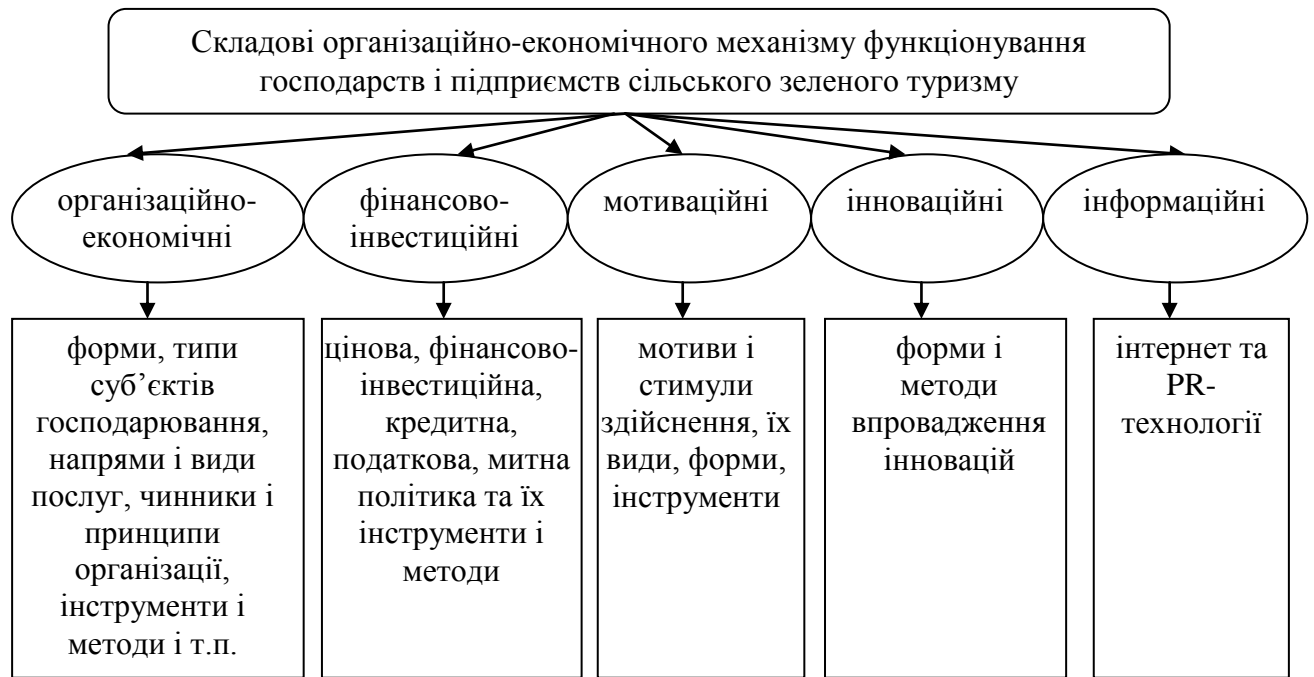 Складові організаційно-економічного механізму функціонування
господарств і підприємств сільського зеленого туризму
організаційно-
економічні
фінансово-
інвестиційні
мотиваційні
інноваційні
інформаційні
форми, типи
суб’єктів
господарювання,
напрями і види
послуг, чинники і
принципи
організації,
інструменти і
методи і т.п.
цінова, фінансово-
інвестиційна,
кредитна,
податкова, митна
політика та їх
інструменти і
методи
мотиви і
стимули
здійснення, їх
види, форми,
інструменти
форми і
методи
впровадження
інновацій
інтернет та
PR-
технології